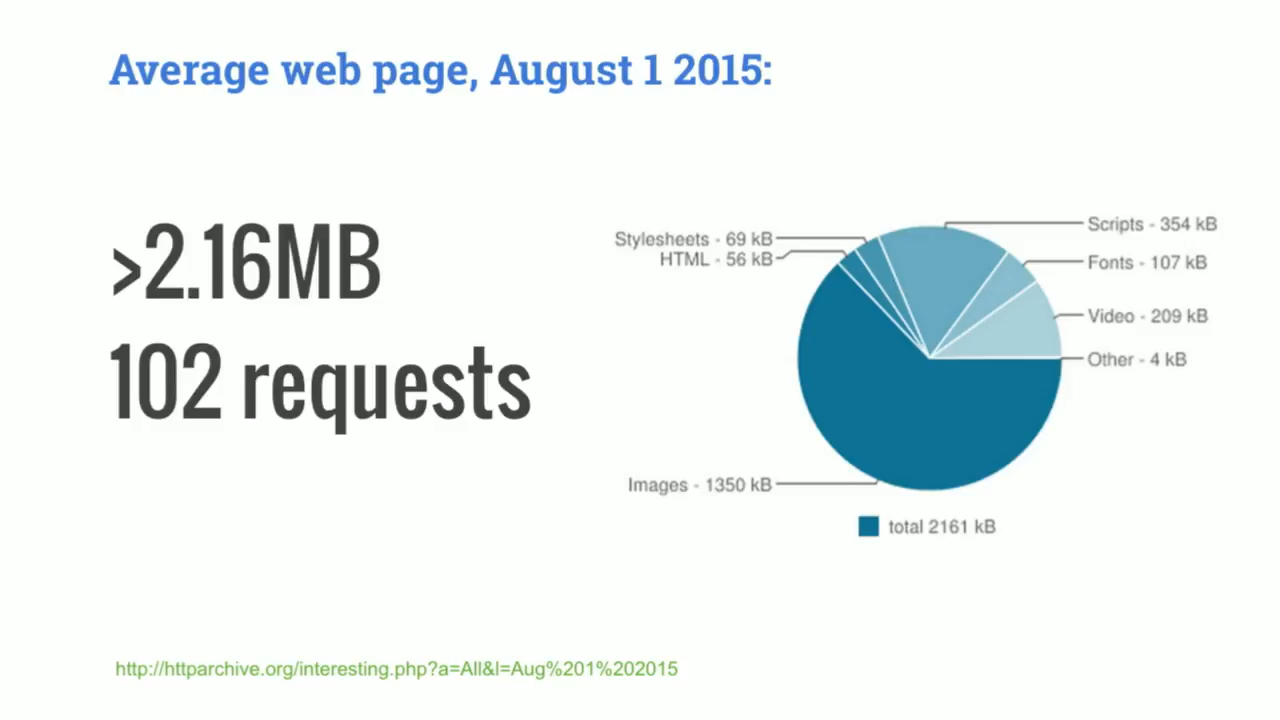 Average web page, August 1 2015:
>2.16MB
102 requests
Stylesheets - 69 kB
HTML - 56 kB
Images - 1350 kB
Scripts - 354 kB
Fonts - 107 kB
Video - 209 kB
Other - 4 kB
total 2161 kB
http://httparchive.org/interesting.php?a=All&l=Aug%201%202015